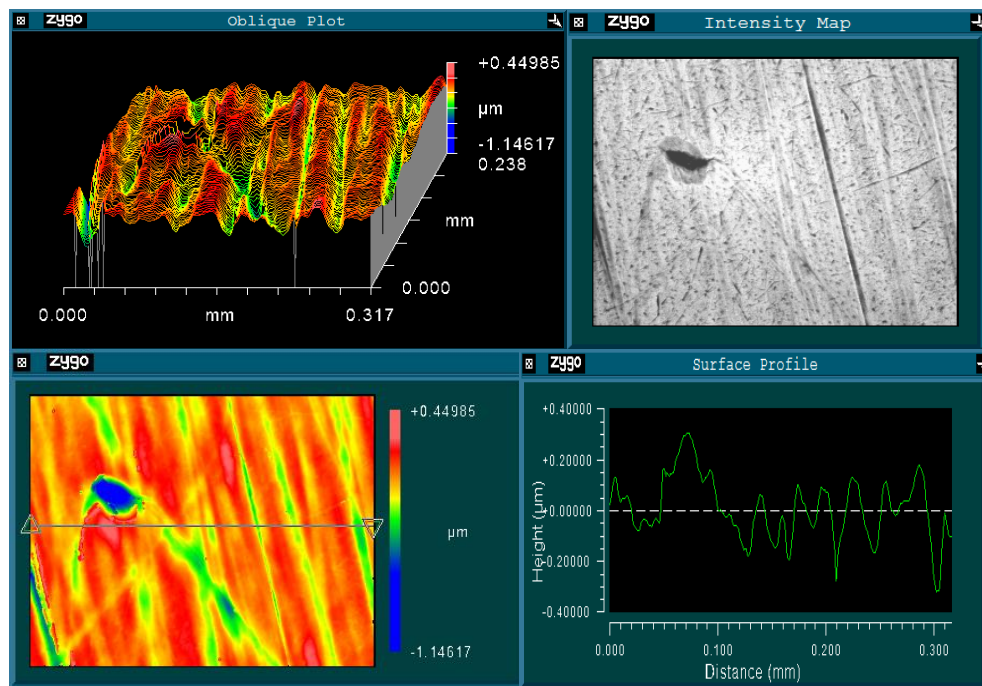 zygo Oblique Plot
+0.44985
µm
-1.14617
0.238
mm
0.000
0.000 mm 0.317
zygo Intensity Map
zygo
+0.44985
µm
-1.14617
zygo Surface Profile
+0.40000
+0.20000
+0.00000
-0.20000
-0.40000
Height (µm)
0.000 0.100 0.200 0.300
Distance (mm)